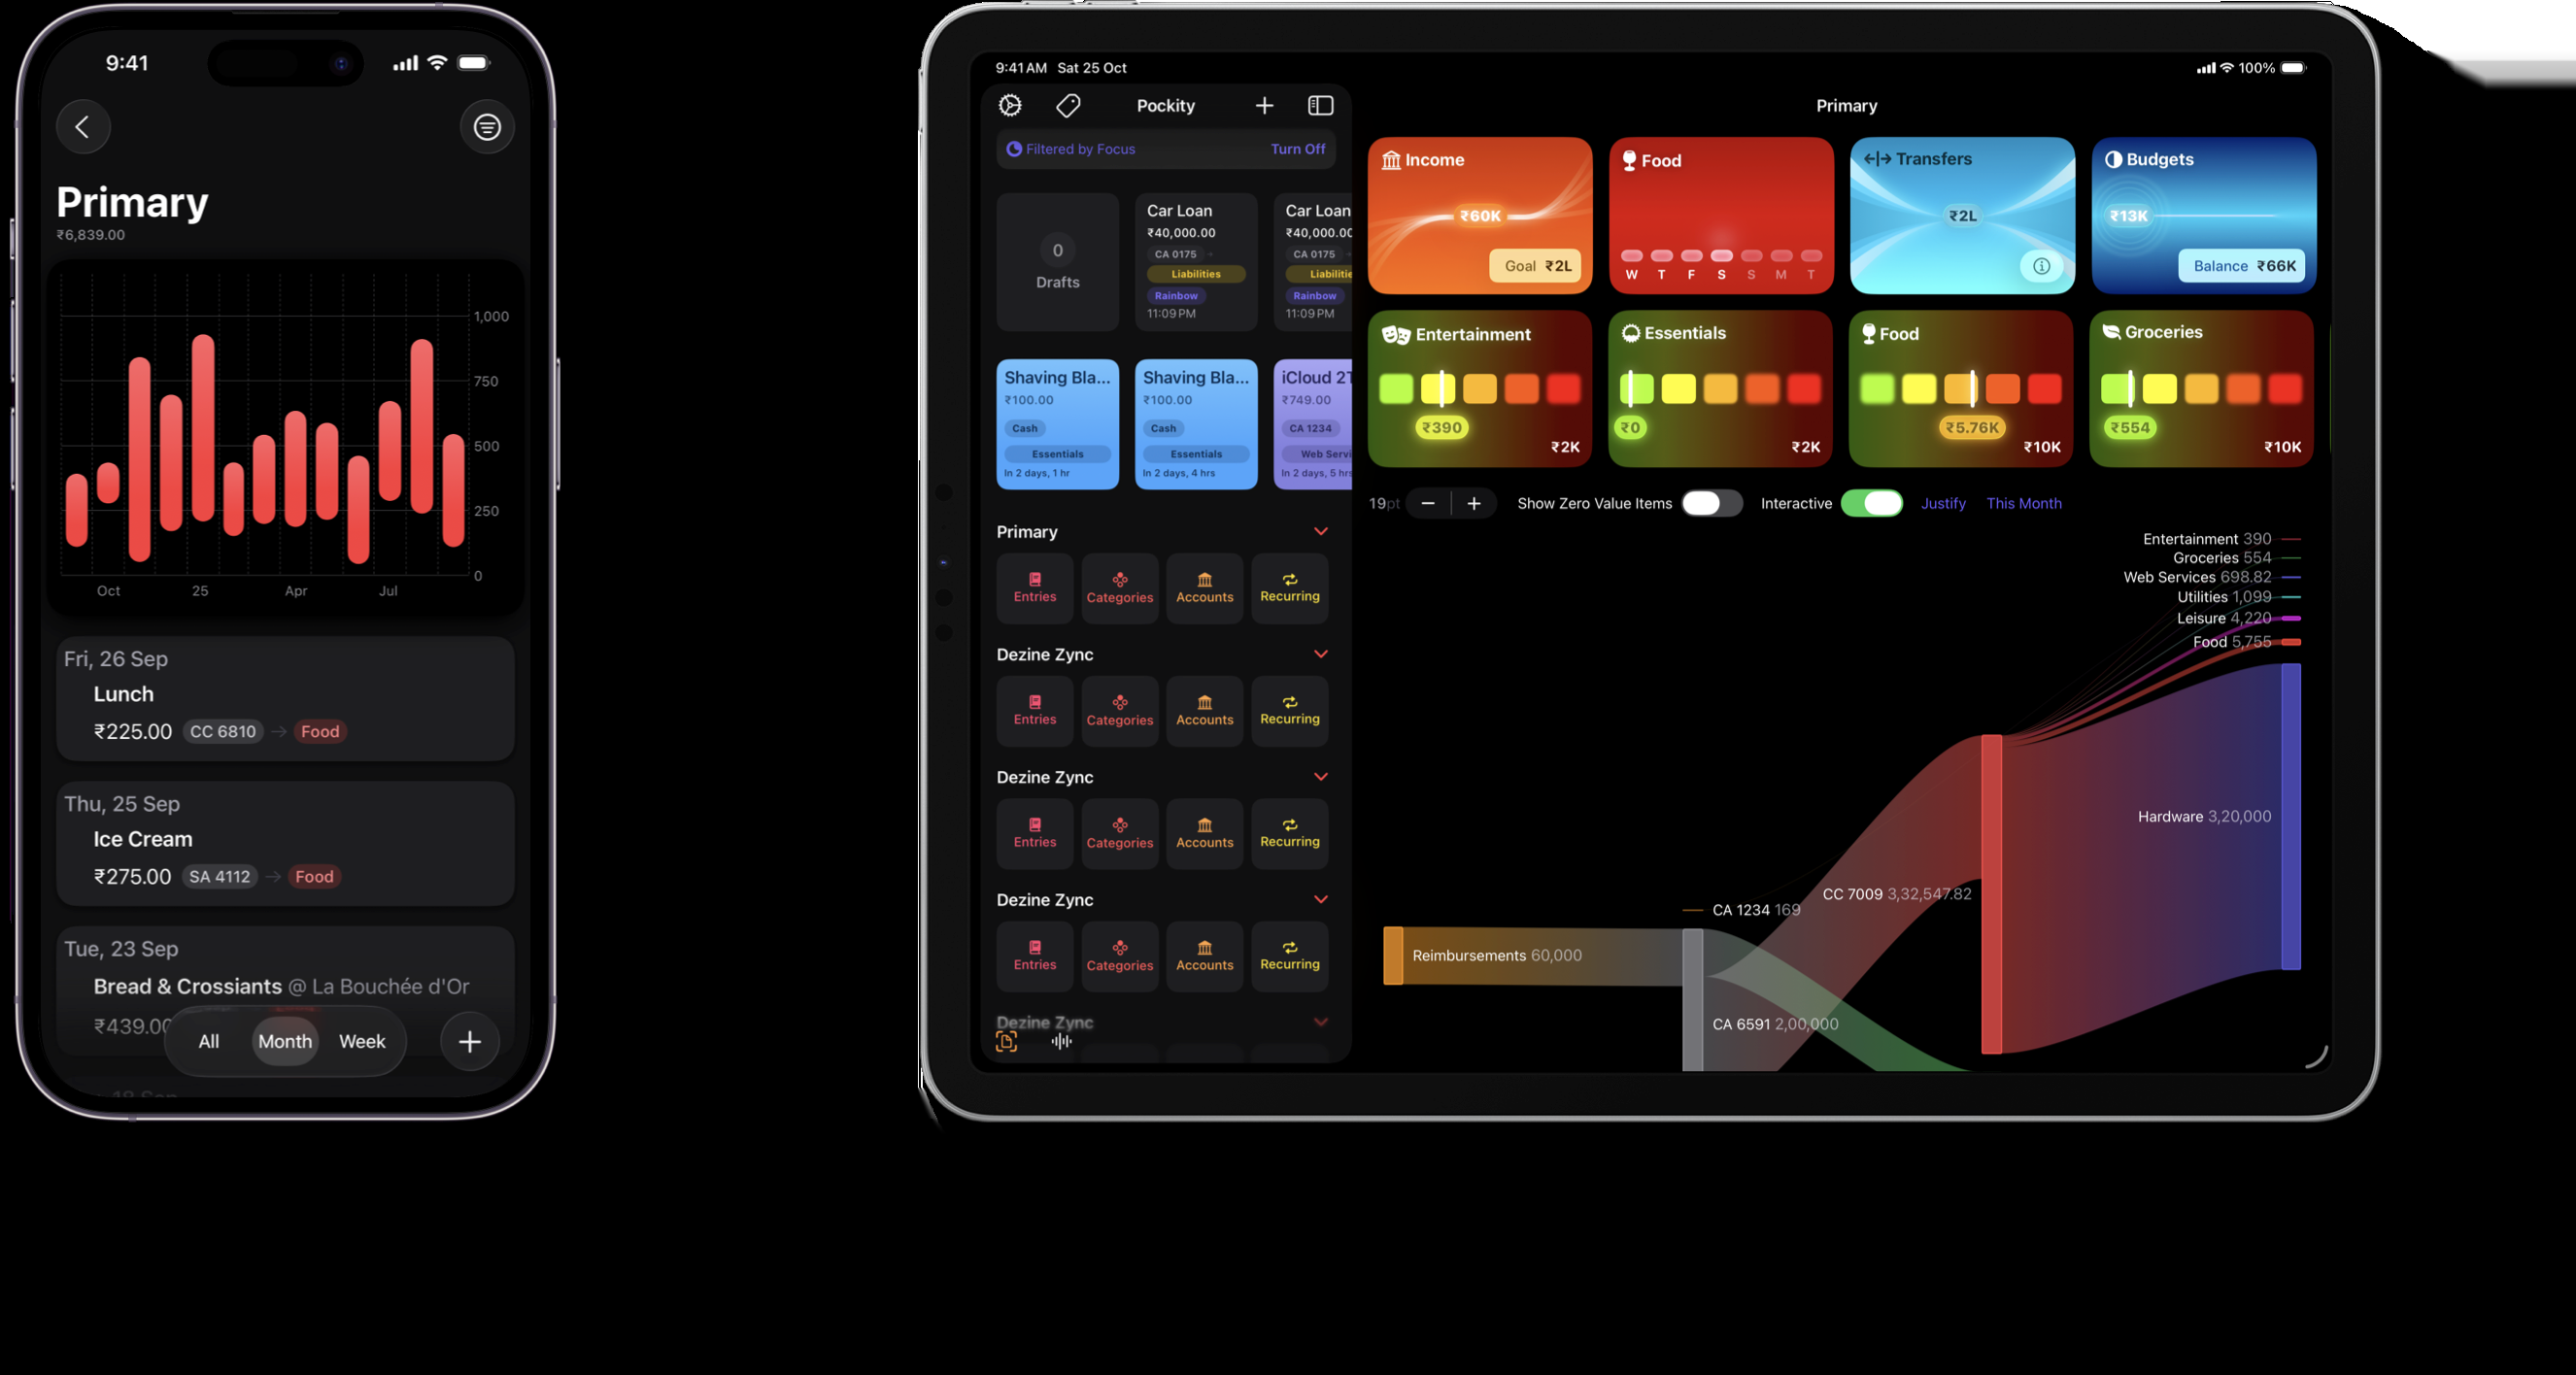 9:41
Primary
₹6,839.00
1,000
750
500
250
0
Oct 25 Apr Jul
Fri, 26 Sep
Lunch
₹225.00 CC 6810 → Food
Thu, 25 Sep
Ice Cream
₹275.00 SA 4112 → Food
Tue, 23 Sep
Bread & Crossiants @ La Bouchée d'Or
₹439.00
All Month Week
18 Sep
9:41 AM Sat 25 Oct
100%
Pockity
Filtered by Focus Turn Off
0
Drafts
Car Loan
₹40,000.00
CA 0175
Liabilities
Rainbow
11:09 PM
Car Loan
₹40,000.00
CA 0175
Liabilitie
Rainbow
11:09 PM
Shaving Bla...
₹100.00
Cash
Essentials
In 2 days, 1 hr
Shaving Bla...
₹100.00
Cash
Essentials
In 2 days, 4 hrs
iCloud 2T
₹749.00
CA 1234
Web Servi
In 2 days, 5 hrs
Primary
Entries Categories Accounts Recurring
Dezine Zync
Entries Categories Accounts Recurring
Dezine Zync
Entries Categories Accounts Recurring
Dezine Zync
Entries Categories Accounts Recurring
Dezine Zync
Primary
Income
₹60K
Goal ₹2L
Food
W T F S S M T
Transfers
₹2L
Budgets
₹13K
Balance ₹66K
Entertainment
₹390
₹2K
Essentials
₹0
₹2K
Food
₹5.76K
₹10K
Groceries
₹554
₹10K
19pt − + Show Zero Value Items Interactive Justify This Month
Entertainment 390
Groceries 554
Web Services 698.82
Utilities 1,099
Leisure 4,220
Food 5,755
Hardware 3,20,000
CC 7009 3,32,547.82
CA 1234 169
Reimbursements 60,000
CA 6591 2,00,000